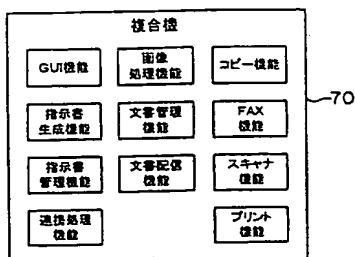 複合機
GUI機能
画像
処理機能
コピー機能
指示書
生成機能
文書管理
機能
FAX
機能
70
指示書
管理機能
文書配信
機能
スキャナ
機能
連携処理
機能
プリント
機能